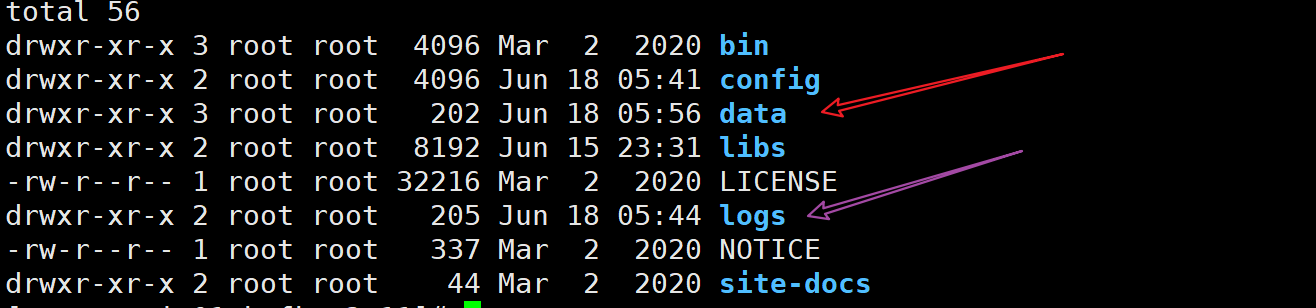 total 56
drwxr-xr-x 3 root root  4096 Mar  2  2020 bin
drwxr-xr-x 2 root root  4096 Jun 18 05:41 config
drwxr-xr-x 3 root root   202 Jun 18 05:56 data
drwxr-xr-x 2 root root  8192 Jun 15 23:31 libs
-rw-r--r-- 1 root root 32216 Mar  2  2020 LICENSE
drwxr-xr-x 2 root root   205 Jun 18 05:44 logs
-rw-r--r-- 1 root root   337 Mar  2  2020 NOTICE
drwxr-xr-x 2 root root    44 Mar  2  2020 site-docs